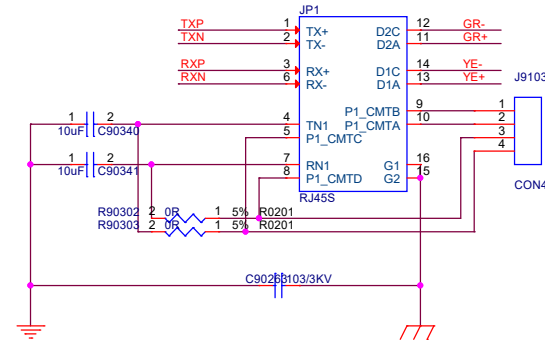 JP1
TXP 1 TX+ D2C 12 GR-
TXN 2 TX- D2A 11 GR+
RXP 3 RX+ D1C 14 YE-
RXN 6 RX- D1A 13 YE+
J9103
P1_CMTB 9 1
1 2 4 TN1 P1_CMTA 10 2
10uF C90340 5 P1_CMTC 3
4
1 2 7 RN1 G1 16
10uF C90341 8 P1_CMTD G2 15
CON4
RJ45S
R90302 2 0R 1 5% R0201
R90303 2 0R 1 5% R0201
C90263103/3KV